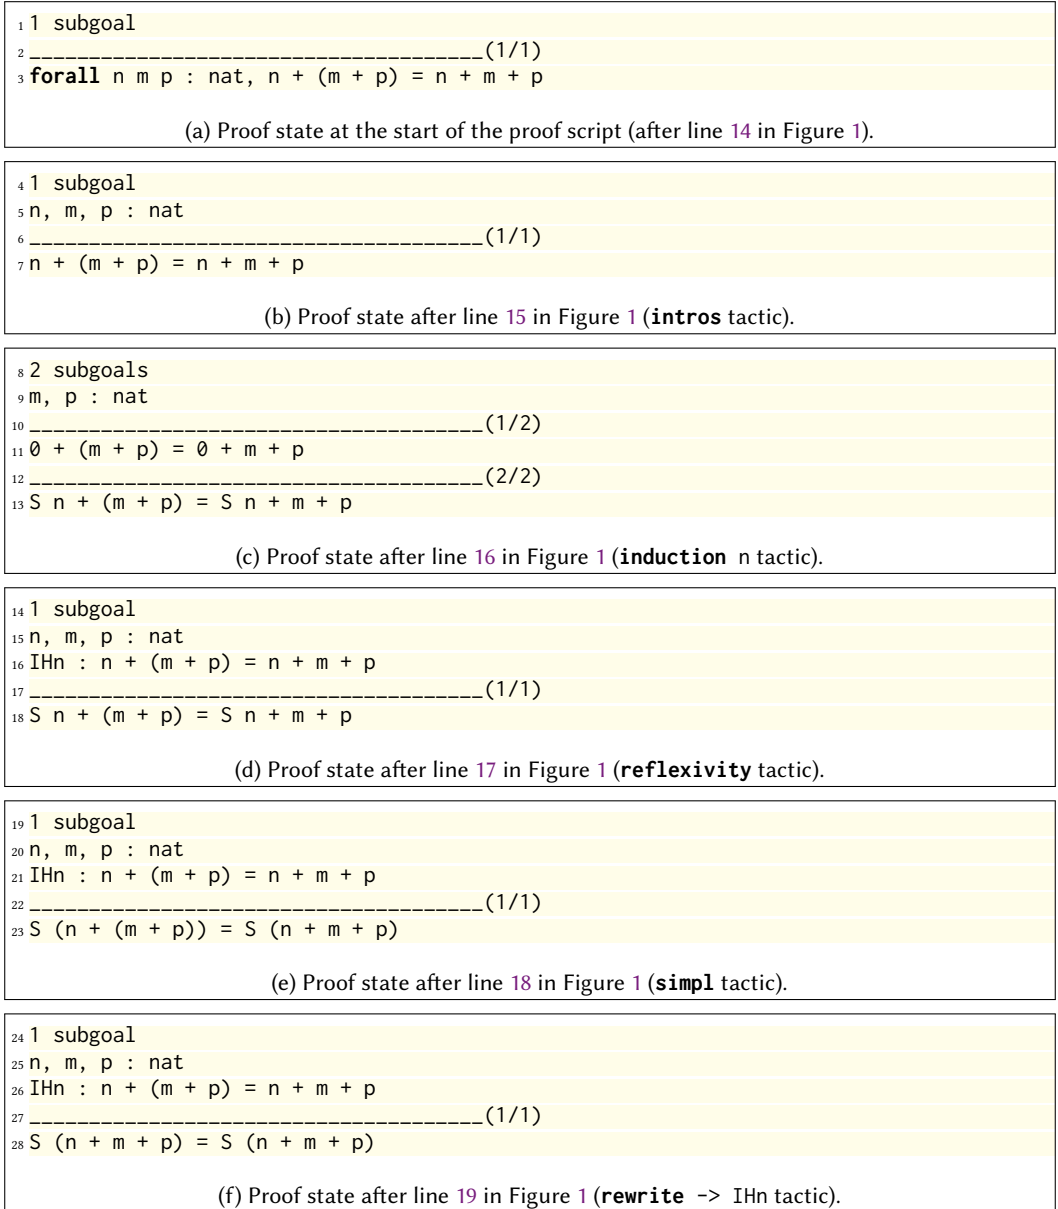 1 1 subgoal
2 ______________________________________(1/1)
3 forall n m p : nat, n + (m + p) = n + m + p
(a) Proof state at the start of the proof script (after line 14 in Figure 1).
4 1 subgoal
5 n, m, p : nat
6 ______________________________________(1/1)
7 n + (m + p) = n + m + p
(b) Proof state after line 15 in Figure 1 (intros tactic).
8 2 subgoals
9 m, p : nat
10 ______________________________________(1/2)
11 0 + (m + p) = 0 + m + p
12 ______________________________________(2/2)
13 S n + (m + p) = S n + m + p
(c) Proof state after line 16 in Figure 1 (induction n tactic).
14 1 subgoal
15 n, m, p : nat
16 IHn : n + (m + p) = n + m + p
17 ______________________________________(1/1)
18 S n + (m + p) = S n + m + p
(d) Proof state after line 17 in Figure 1 (reflexivity tactic).
19 1 subgoal
20 n, m, p : nat
21 IHn : n + (m + p) = n + m + p
22 ______________________________________(1/1)
23 S (n + (m + p)) = S (n + m + p)
(e) Proof state after line 18 in Figure 1 (simpl tactic).
24 1 subgoal
25 n, m, p : nat
26 IHn : n + (m + p) = n + m + p
27 ______________________________________(1/1)
28 S (n + m + p) = S (n + m + p)
(f) Proof state after line 19 in Figure 1 (rewrite -> IHn tactic).